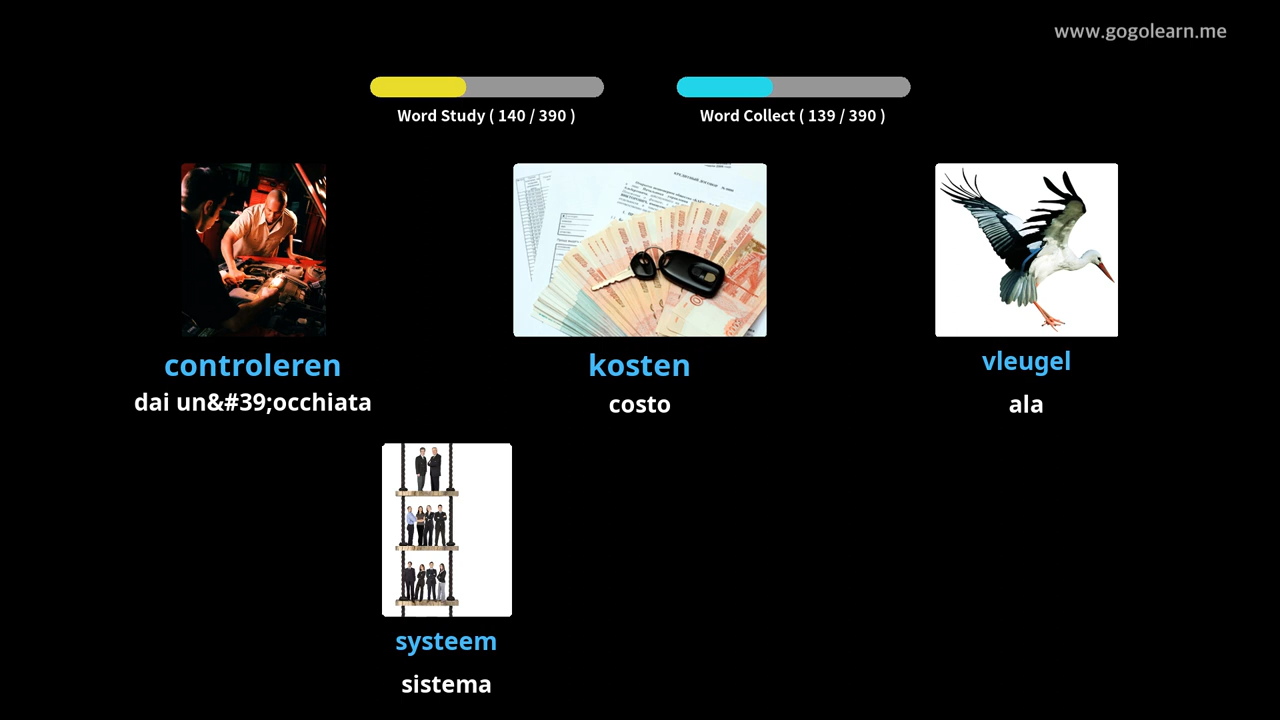 www.gogolearn.me
Word Study ( 140 / 390 )
Word Collect ( 139 / 390 )
controleren
dai un&#39;occhiata
kosten
costo
vleugel
ala
systeem
sistema